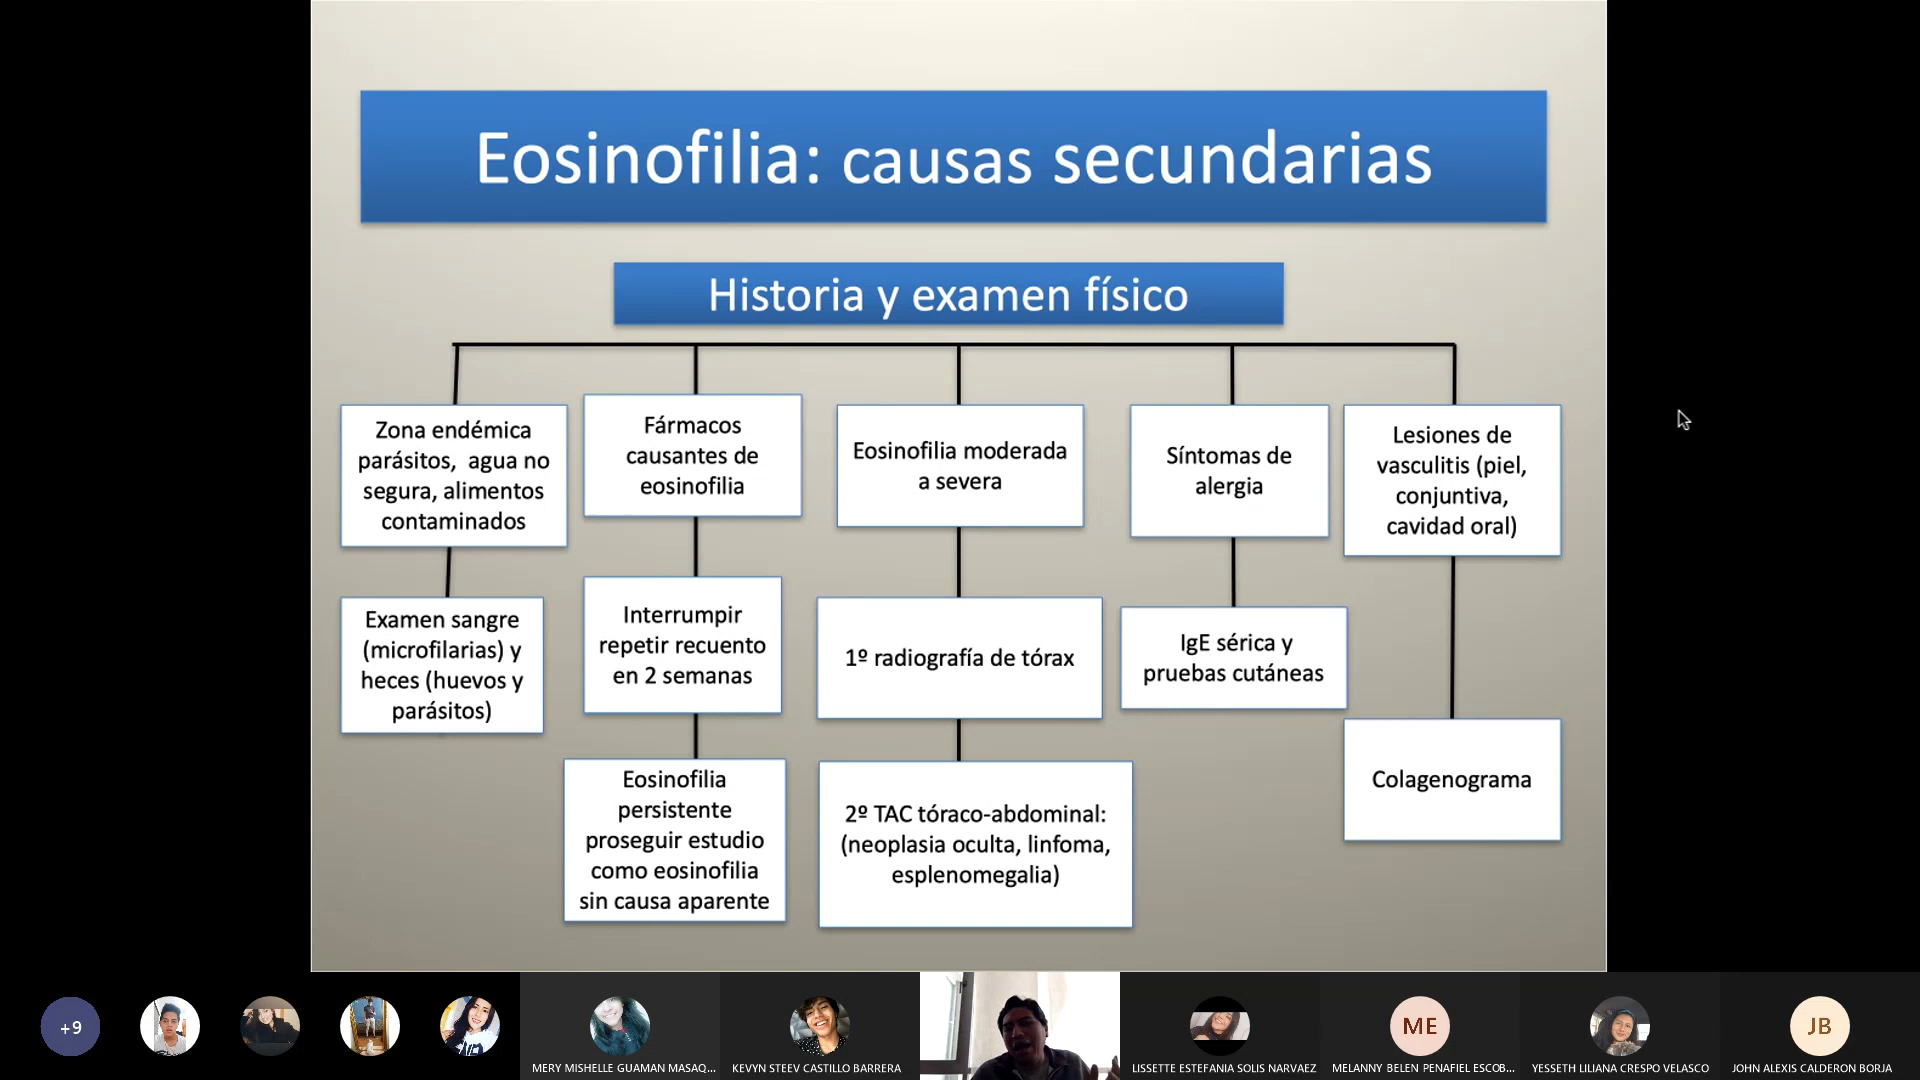 Eosinofilia: causas secundarias
Historia y examen físico
Zona endémica
parásitos, agua no
segura, alimentos
contaminados
Examen sangre
(microfilarias) y
heces (huevos y
parásitos)
Fármacos
causantes de
eosinofilia
Interrumpir
repetir recuento
en 2 semanas
Eosinofilia
persistente
proseguir estudio
como eosinofilia
sin causa aparente
Eosinofilia moderada
a severa
1º radiografía de tórax
2º TAC tóraco-abdominal:
(neoplasia oculta, linfoma,
esplenomegalia)
Síntomas de
alergia
IgE sérica y
pruebas cutáneas
Lesiones de
vasculitis (piel,
conjuntiva,
cavidad oral)
Colagenograma
+9
MERY MISHELLE GUAMAN MASAQ...
KEVYN STEEV CASTILLO BARRERA
LISSETTE ESTEFANIA SOLIS NARVAEZ
ME
MELANNY BELEN PENAFIEL ESCOB...
YESSETH LILIANA CRESPO VELASCO
JB
JOHN ALEXIS CALDERON BORJA